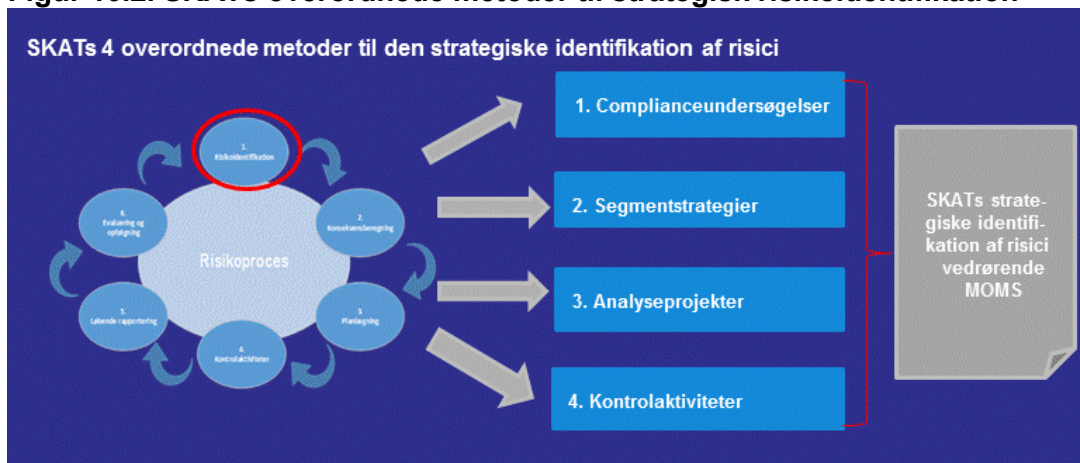 SKATs 4 overordnede metoder til den strategiske identifikation af risici
1.
Risikoidentifikation
2.
Konsekvensberegning
3.
Planlægning
4.
Kontrolaktiviteter
5.
Løbende rapportering
6.
Evaluering og
opfølgning
Risikoproces
1. Complianceundersøgelser
2. Segmentstrategier
3. Analyseprojekter
4. Kontrolaktiviteter
SKATs strate-
giske identifi-
kation af risici
vedrørende
MOMS